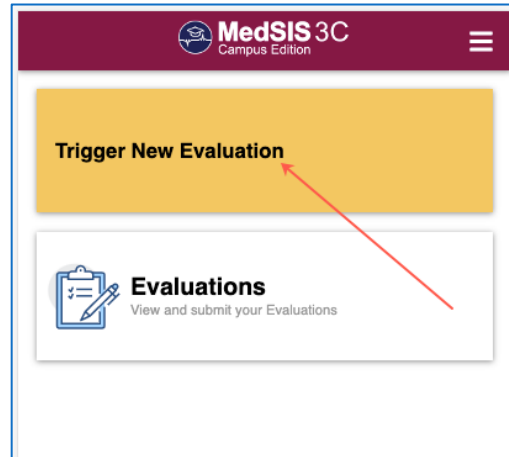 MedSIS 3C
Campus Edition
Trigger New Evaluation
Evaluations
View and submit your Evaluations